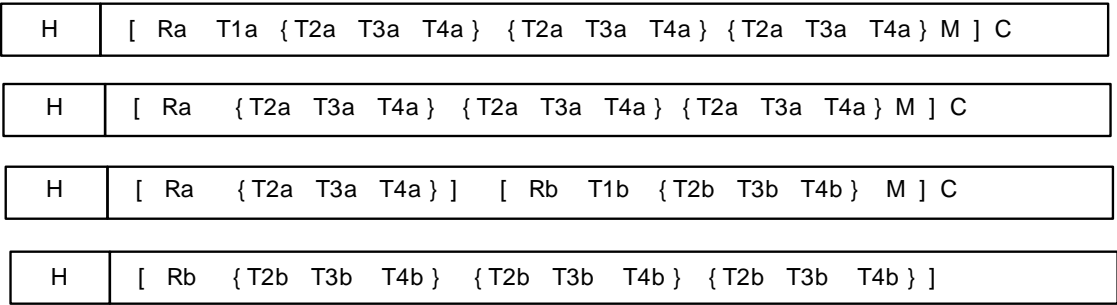 H [ Ra T1a { T2a T3a T4a } { T2a T3a T4a } { T2a T3a T4a } M ] C
H [ Ra { T2a T3a T4a } { T2a T3a T4a } { T2a T3a T4a } M ] C
H [ Ra { T2a T3a T4a } ] [ Rb T1b { T2b T3b T4b } M ] C
H [ Rb { T2b T3b T4b } { T2b T3b T4b } { T2b T3b T4b } ]